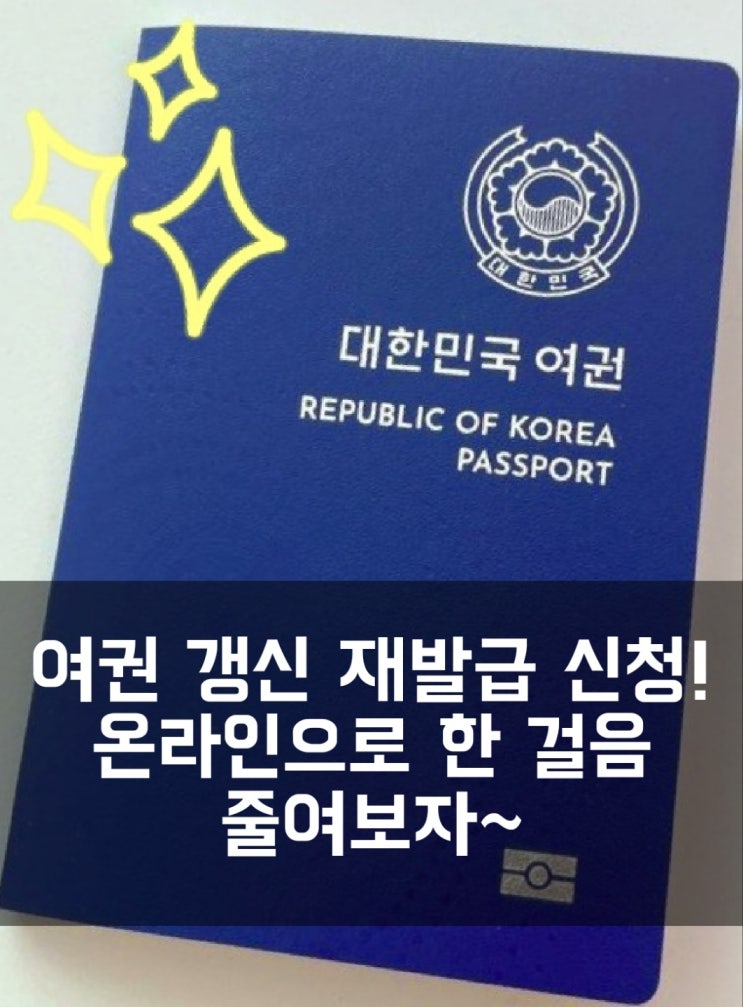 대한민국
대한민국 여권
REPUBLIC OF KOREA
PASSPORT
여권 갱신 재발급 신청!
온라인으로 한 걸음
줄여보자~